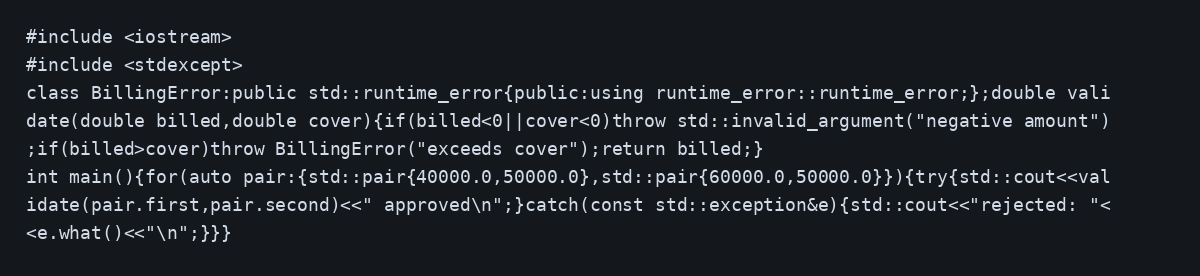 #include <iostream>
#include <stdexcept>
class BillingError:public std::runtime_error{public:using runtime_error::runtime_error;};double vali
date(double billed,double cover){if(billed<0||cover<0)throw std::invalid_argument("negative amount")
;if(billed>cover)throw BillingError("exceeds cover");return billed;}
int main(){for(auto pair:{std::pair{40000.0,50000.0},std::pair{60000.0,50000.0}}){try{std::cout<<val
idate(pair.first,pair.second)<<" approved\n";}catch(const std::exception&e){std::cout<<"rejected: "<
<e.what()<<"\n";}}}